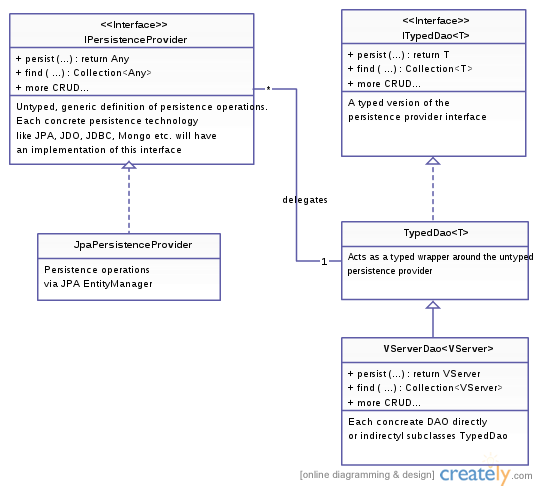 <<Interface>>
IPersistenceProvider
+ persist (...) : return Any
+ find ( ...) : Collection<Any>
+ more CRUD...
Untyped, generic definition of persistence operations.
Each concrete persistence technology
like JPA, JDO, JDBC, Mongo etc. will have
an implementation of this interface
<<Interface>>
ITypedDao<T>
+ persist (...) : return T
+ find ( ...) : Collection<T>
+ more CRUD...
A typed version of the
persistence provider interface
*
delegates
1
JpaPersistenceProvider
Persistence operations
via JPA EntityManager
TypedDao<T>
Acts as a typed wrapper around the untyped
persistence provider
VServerDao<VServer>
+ persist (...) : return VServer
+ find ( ...) : Collection<VServer>
+ more CRUD...
Each concreate DAO directly
or indirectyl subclasses TypedDao
[online diagramming & design] creately.com